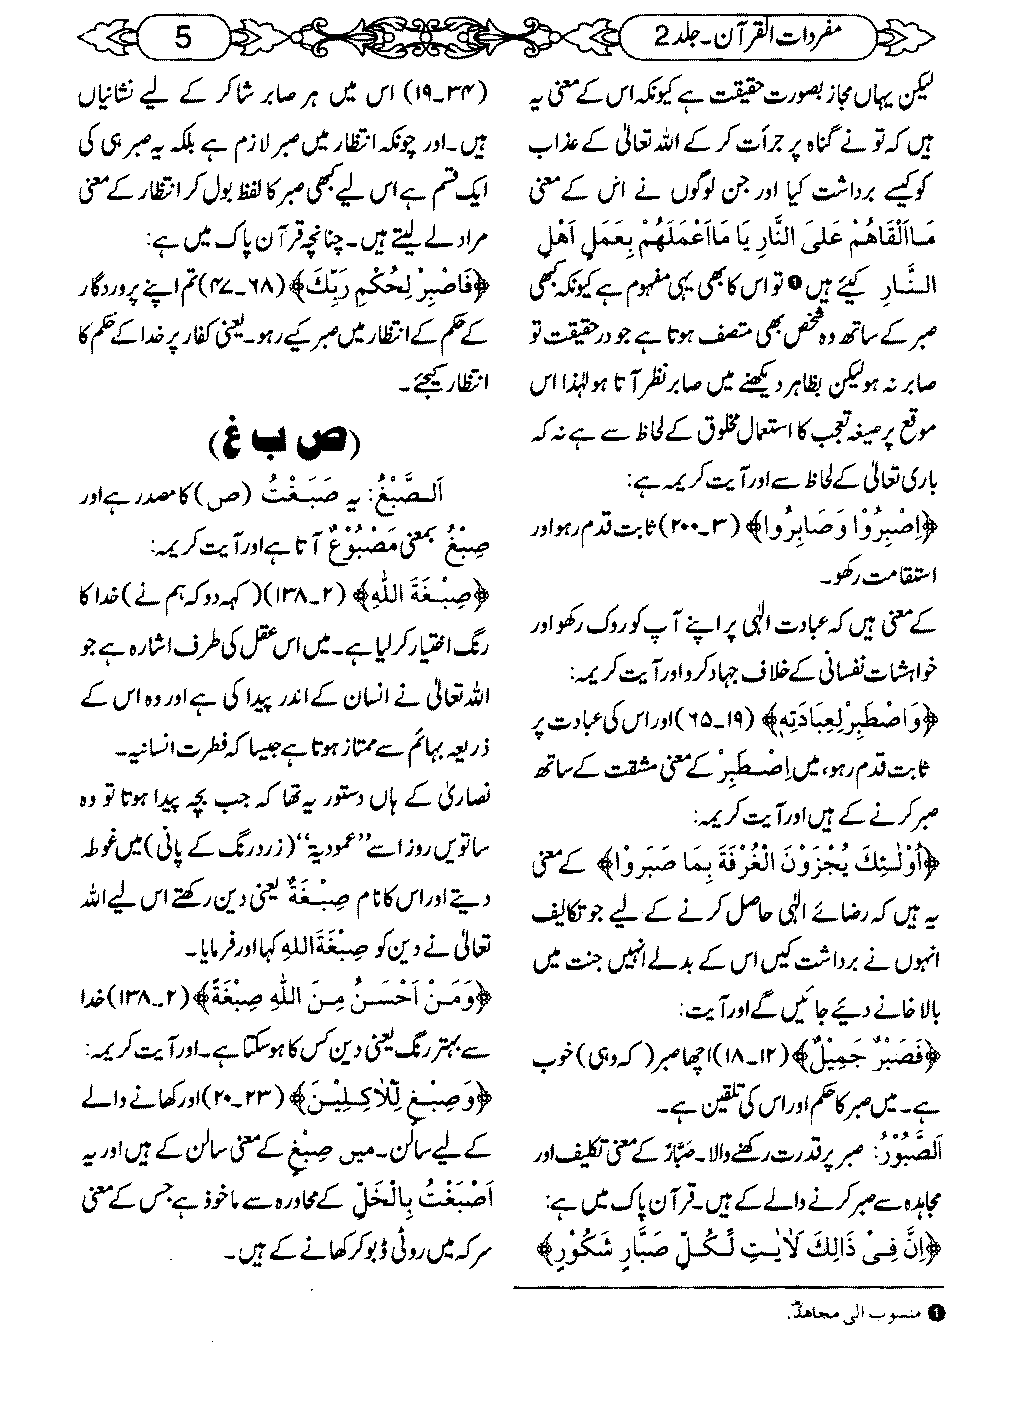 مفردات القرآن۔جلد 2
5
لیکن یہاں مجاز بصورت حقیقت ہے کیونکہ اس کے معنی یہ
ہیں کہ تو نے گناہ پر جرأت کر کے اللہ تعالیٰ کے عذاب
کو کیسے برداشت کیا اور جن لوگوں نے اس کے معنی
مَااَلْقَاهُمْ عَلَى النَّارِ يَا مَااَعْمَلَهُمْ بِعَمَلِ اَهْلِ
النَّارِ کیئے ہیں❶ تو اس کا بھی یہی مفہوم ہے کیونکہ کبھی
صبر کے ساتھ وہ شخص بھی متصف ہوتا ہے جو در حقیقت تو
صابر نہ ہو لیکن بظاہر دیکھنے میں صابر نظر آتا ہو لہٰذا اس
موقع پر صیغہ تعجب کا استعمال مخلوق کے لحاظ سے ہے نہ کہ
باری تعالیٰ کے لحاظ سے اور آیت کریمہ ہے:
﴿اِصْبِرُوْا وَصَابِرُوا﴾ (۳۔۲۰۰) ثابت قدم رہو اور
استقامت رکھو۔
کے معنی ہیں کہ عبادت الٰہی پر اپنے آپ کو روک رکھو اور
خواہشات نفسانی کے خلاف جہاد کرو اور آیت کریمہ:
﴿وَاصْطَبِرْ لِعِبَادَتِهٖ﴾ (۱۹۔۶۵) اور اس کی عبادت پر
ثابت قدم رہو، میں اِصْطَبِرْ کے معنی مشقت کے ساتھ
صبر کرنے کے ہیں اور آیت کریمہ:
﴿اُوْلٰئِكَ يُجْزَوْنَ الْغُرْفَةَ بِمَا صَبَرُوا﴾ کے معنی
یہ ہیں کہ رضائے الٰہی حاصل کرنے کے لیے جو تکالیف
انہوں نے برداشت کیں اس کے بدلے انہیں جنت میں
بالا خانے دیئے جائیں گے اور آیت:
﴿فَصَبْرٌ جَمِيْلٌ﴾ (۱۲۔۱۸) اچھا صبر (کہ وہی) خوب
ہے۔ میں صبر کا حکم اور اس کی تلقین ہے۔
اَلصَّبُوْرُ: صبر پر قدرت رکھنے والا۔ صَبَّارٌ کے معنی تکلیف اور
مجاہدہ سے صبر کرنے والے کے ہیں۔ قرآن پاک میں ہے:
﴿اِنَّ فِيْ ذَالِكَ لَاٰيٰتٍ لِّكُلِّ صَبَّارٍ شَكُوْرٍ﴾
❶ منسوب الی مجاہدؒ.
(۳۴۔۱۹) اس میں ہر صابر شاکر کے لیے نشانیاں
ہیں۔ اور چونکہ انتظار میں صبر لازم ہے بلکہ یہ صبر ہی کی
ایک قسم ہے اس لیے کبھی صبر کا لفظ بول کر انتظار کے معنی
مراد لے لیتے ہیں۔ چنانچہ قرآن پاک میں ہے:
﴿فَاصْبِرْ لِحُكْمِ رَبِّكَ﴾ (۶۸۔۴۷) تم اپنے پروردگار
کے حکم کے انتظار میں صبر کیے رہو۔ یعنی کفار پر خدا کے حکم کا
انتظار کیجئے۔
(ص ب غ)
اَلصَّبْغُ: یہ صَبَغْتُ (ص) کا مصدر ہے اور
صِبْغٌ بمعنی مَصْبُوْغٌ آتا ہے اور آیت کریمہ:
﴿صِبْغَةَ اللّٰهِ﴾ (۲۔۱۳۸) (کہہ دو کہ ہم نے) خدا کا
رنگ اختیار کر لیا ہے۔ میں اس عقل کی طرف اشارہ ہے جو
اللہ تعالیٰ نے انسان کے اندر پیدا کی ہے اور وہ اس کے
ذریعہ بہائم سے ممتاز ہوتا ہے جیسا کہ فطرت انسانیہ۔
نصاریٰ کے ہاں دستور یہ تھا کہ جب بچہ پیدا ہوتا تو وہ
ساتویں روز اسے ”عمودیۃ“ (زرد رنگ کے پانی) میں غوطہ
دیتے اور اس کا نام صِبْغَةٌ یعنی دین رکھتے اس لیے اللہ
تعالیٰ نے دین کو صِبْغَةَ اللهِ کہا اور فرمایا۔
﴿وَمَنْ اَحْسَنُ مِنَ اللّٰهِ صِبْغَةً﴾ (۲۔۱۳۸) خدا
سے بہتر رنگ یعنی دین کس کا ہو سکتا ہے۔ اور آیت کریمہ:
﴿وَصِبْغٍ لِّلْاٰكِلِيْنَ﴾ (۲۳۔۲۰) اور کھانے والے
کے لیے سالن۔ میں صِبْغٍ کے معنی سالن کے ہیں اور یہ
اَصْبَغْتُ بِالْخَلِّ کے محاورہ سے ماخوذ ہے جس کے معنی
سرکہ میں روٹی ڈبو کر کھانے کے ہیں۔